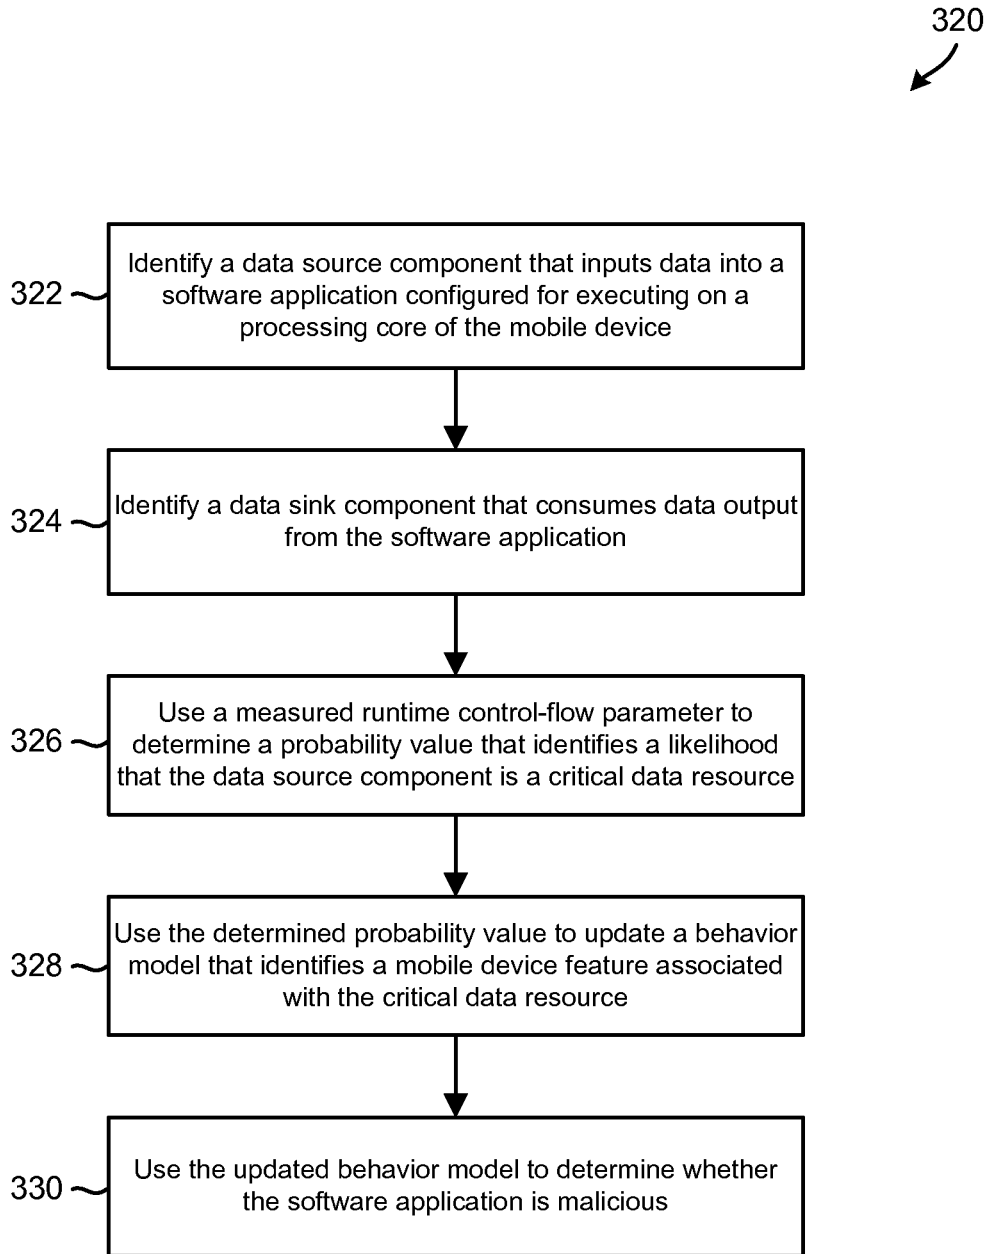 320
322
Identify a data source component that inputs data into a
software application configured for executing on a
processing core of the mobile device
324
Identify a data sink component that consumes data output
from the software application
326
Use a measured runtime control-flow parameter to
determine a probability value that identifies a likelihood
that the data source component is a critical data resource
328
Use the determined probability value to update a behavior
model that identifies a mobile device feature associated
with the critical data resource
330
Use the updated behavior model to determine whether
the software application is malicious